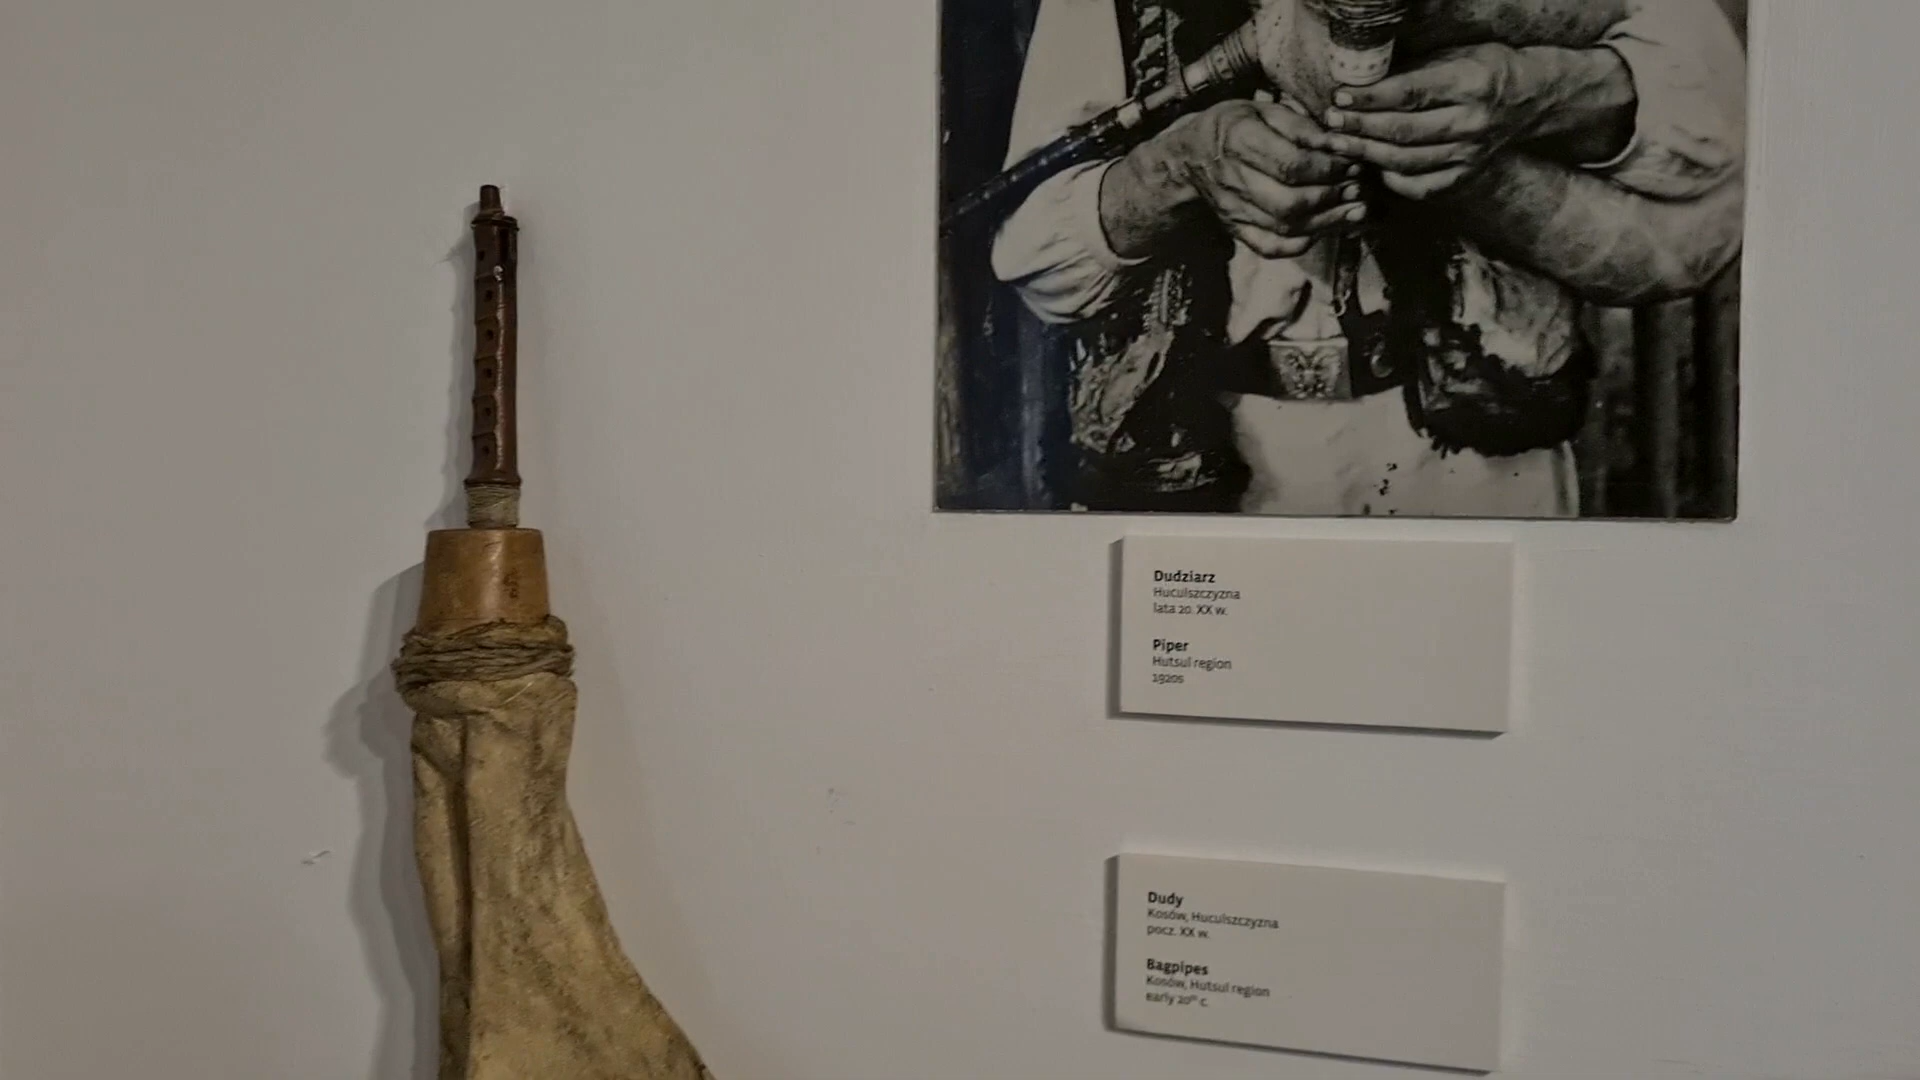 Dudziarz
Huculszczyzna
lata 20. XX w.
Piper
Hutsul region
1920s
Dudy
Kosów, Huculszczyzna
pocz. XX w.
Bagpipes
Kosów, Hutsul region
early 20th c.